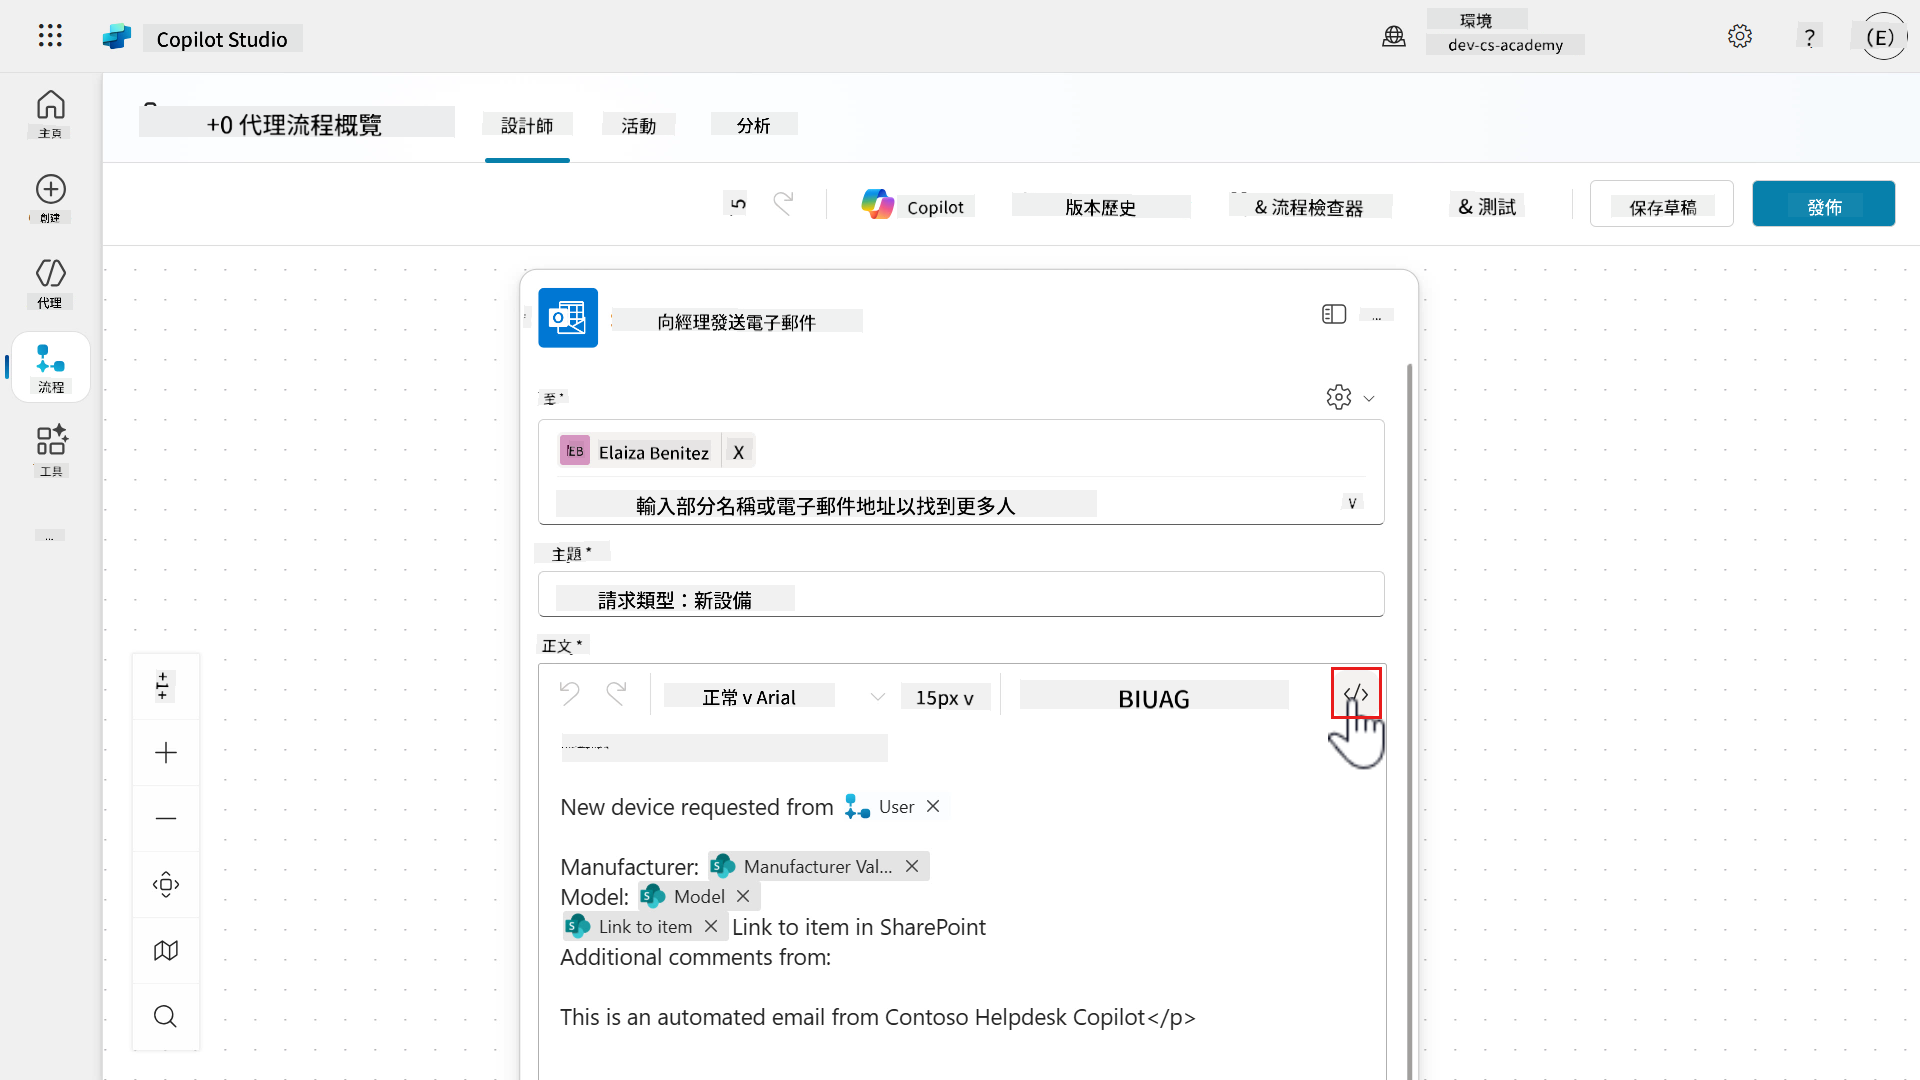 Copilot Studio
環境
dev-cs-academy
?
(E)
主頁
創建
代理
流程
工具
...
+0 代理流程概覽
設計師
活動
分析
5
Copilot
版本歷史
& 流程檢查器
& 測試
保存草稿
發佈
向經理發送電子郵件
...
至 *
EB Elaiza Benitez X
輸入部分名稱或電子郵件地址以找到更多人
v
主題 *
請求類型：新設備
正文 *
正常 v Arial
15px v
BIUAG
</>
New device requested from User ×
Manufacturer: Manufacturer Val... ×
Model: Model ×
Link to item × Link to item in SharePoint
Additional comments from:
This is an automated email from Contoso Helpdesk Copilot</p>